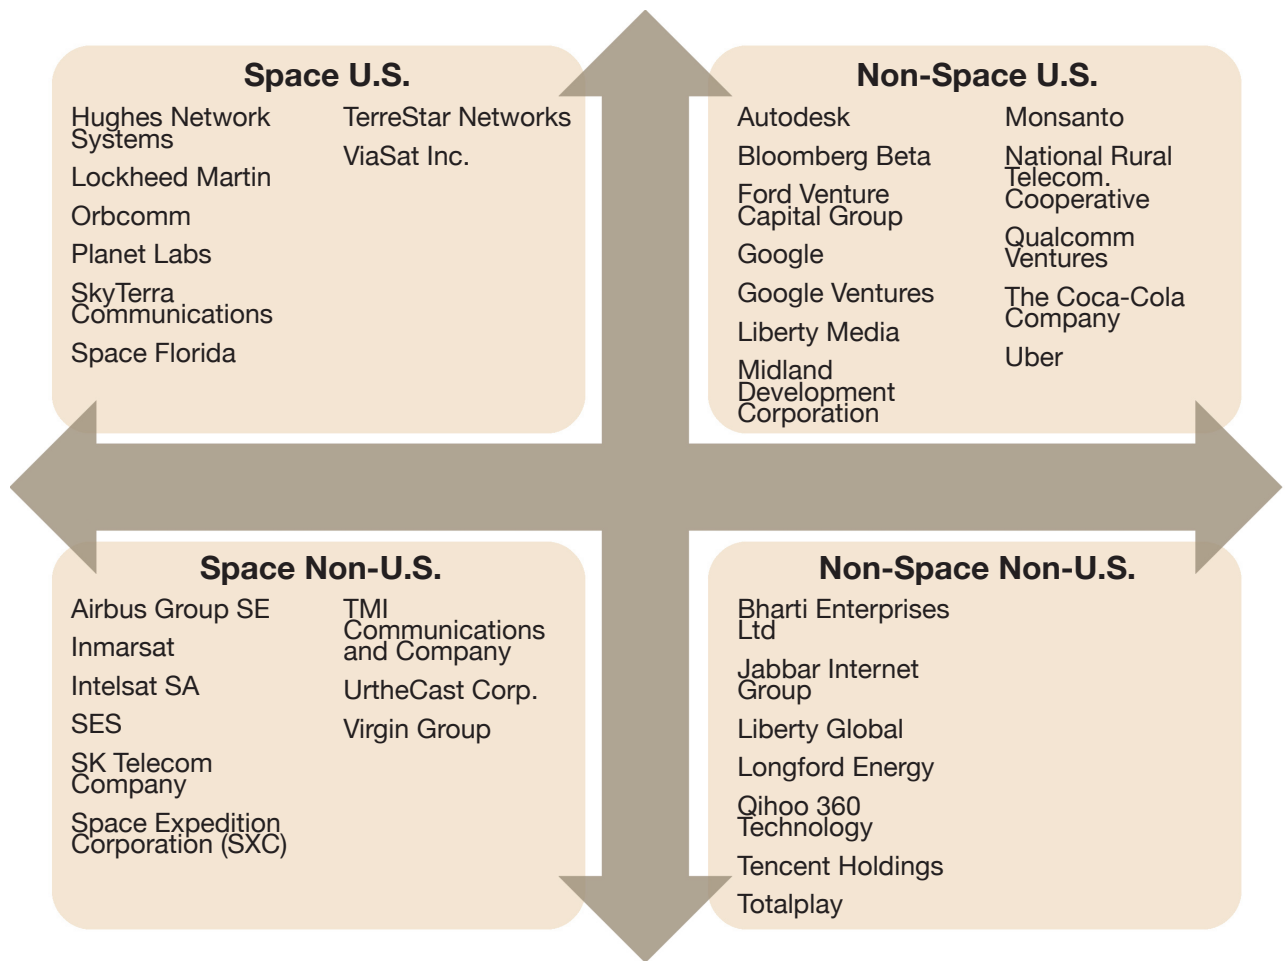 Space U.S.
Hughes Network
Systems
Lockheed Martin
Orbcomm
Planet Labs
SkyTerra
Communications
Space Florida
TerreStar Networks
ViaSat Inc.
Non-Space U.S.
Autodesk
Bloomberg Beta
Ford Venture
Capital Group
Google
Google Ventures
Liberty Media
Midland
Development
Corporation
Monsanto
National Rural
Telecom.
Cooperative
Qualcomm
Ventures
The Coca-Cola
Company
Uber
Space Non-U.S.
Airbus Group SE
Inmarsat
Intelsat SA
SES
SK Telecom
Company
Space Expedition
Corporation (SXC)
TMI
Communications
and Company
UrtheCast Corp.
Virgin Group
Non-Space Non-U.S.
Bharti Enterprises
Ltd
Jabbar Internet
Group
Liberty Global
Longford Energy
Qihoo 360
Technology
Tencent Holdings
Totalplay